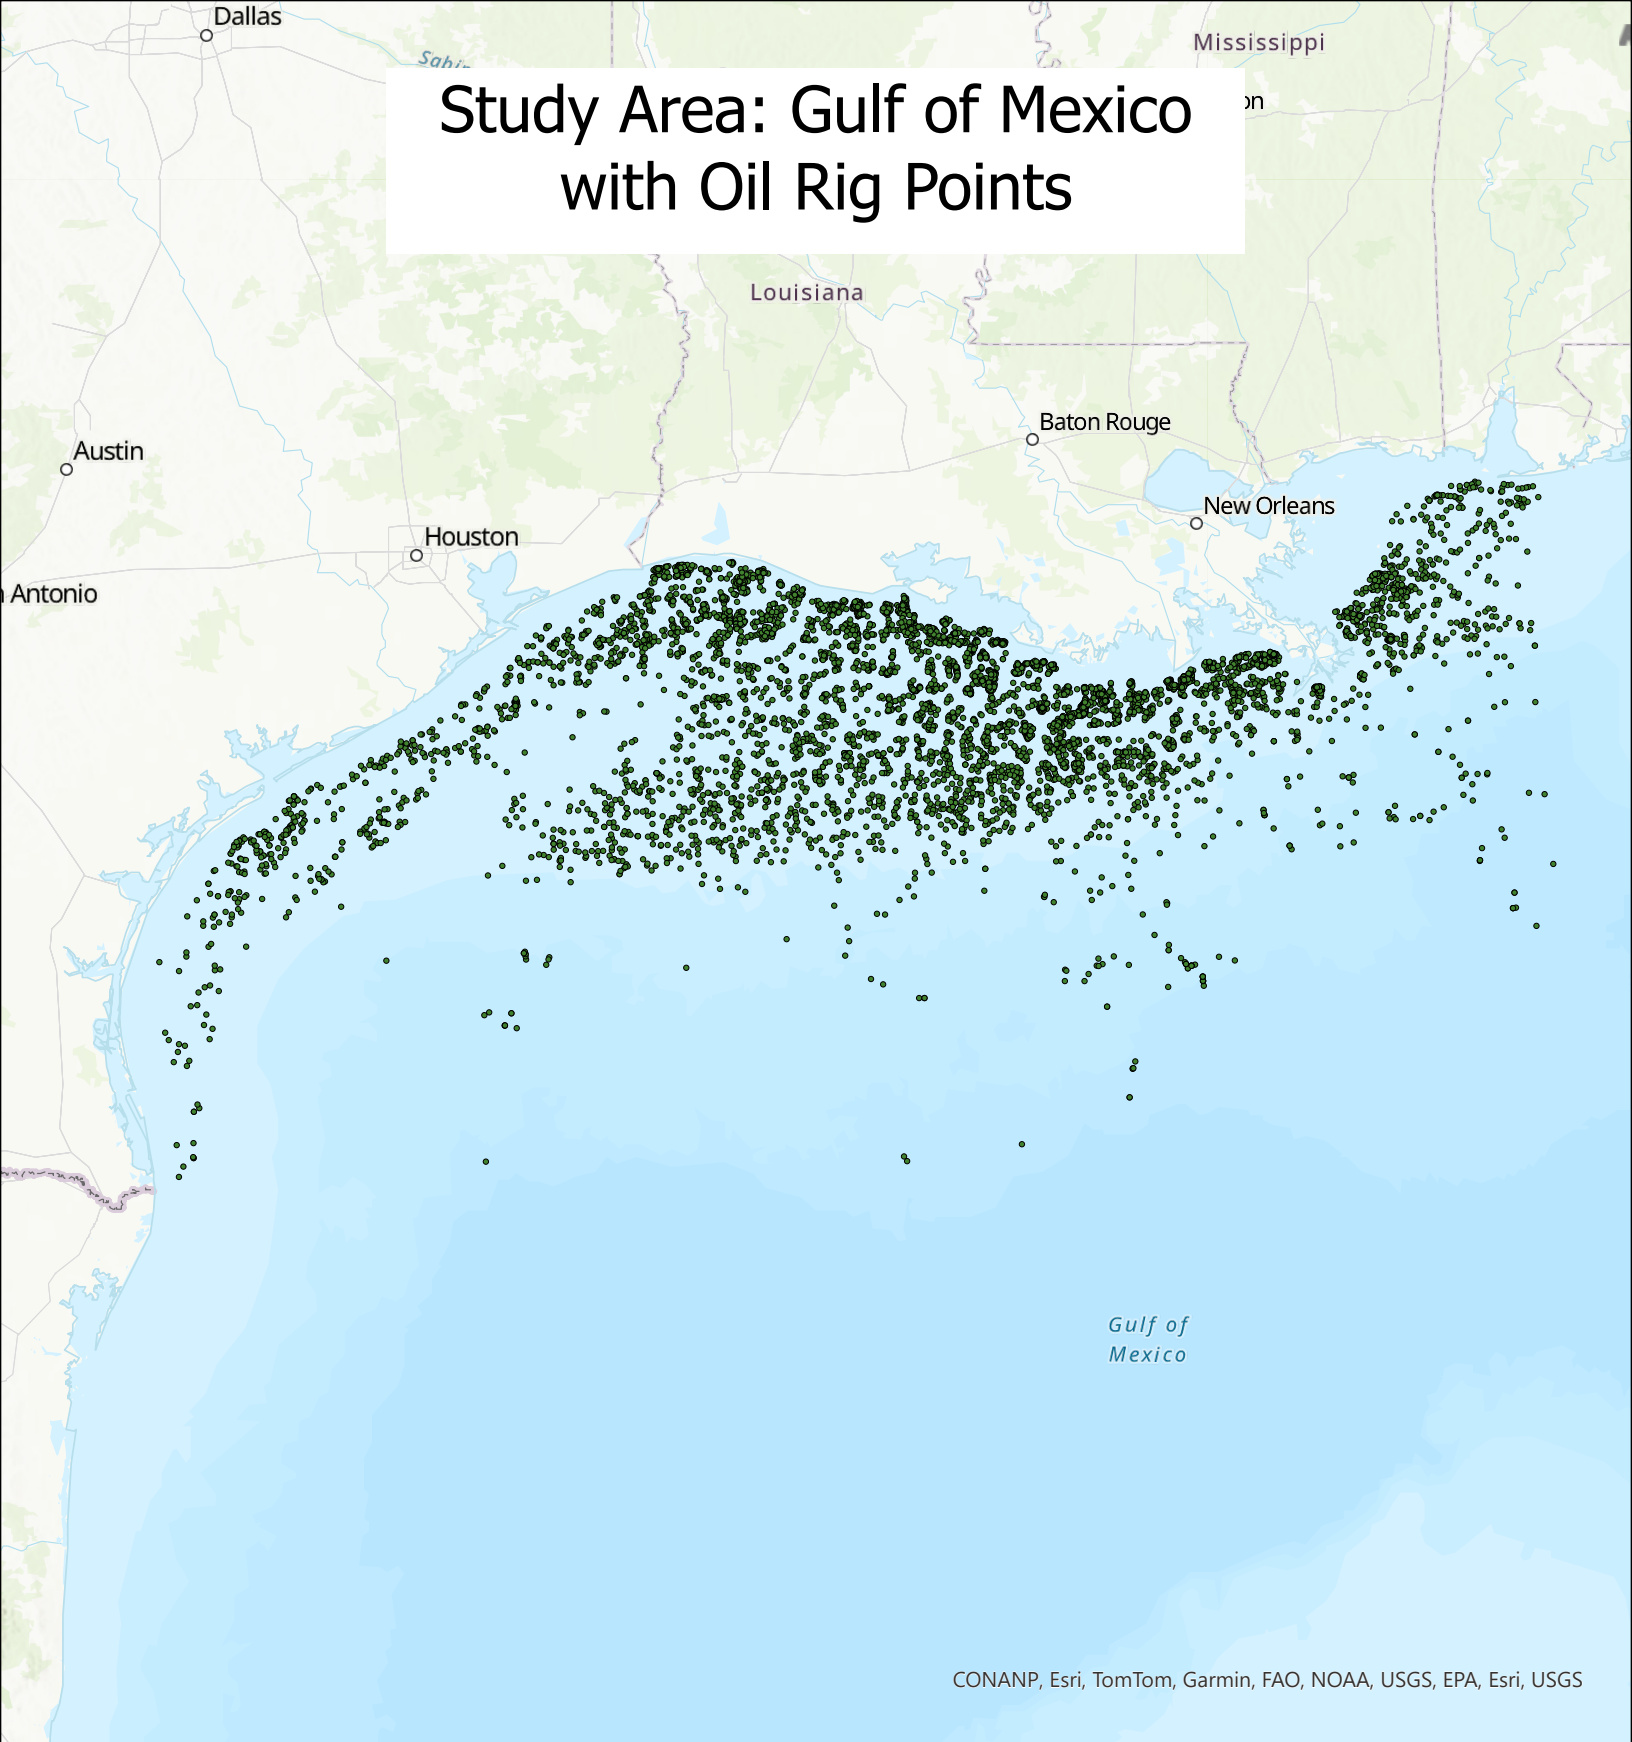 Dallas
Mississippi
Study Area: Gulf of Mexico
with Oil Rig Points
Louisiana
Baton Rouge
Austin
New Orleans
Houston
Antonio
Gulf of
Mexico
CONANP, Esri, TomTom, Garmin, FAO, NOAA, USGS, EPA, Esri, USGS